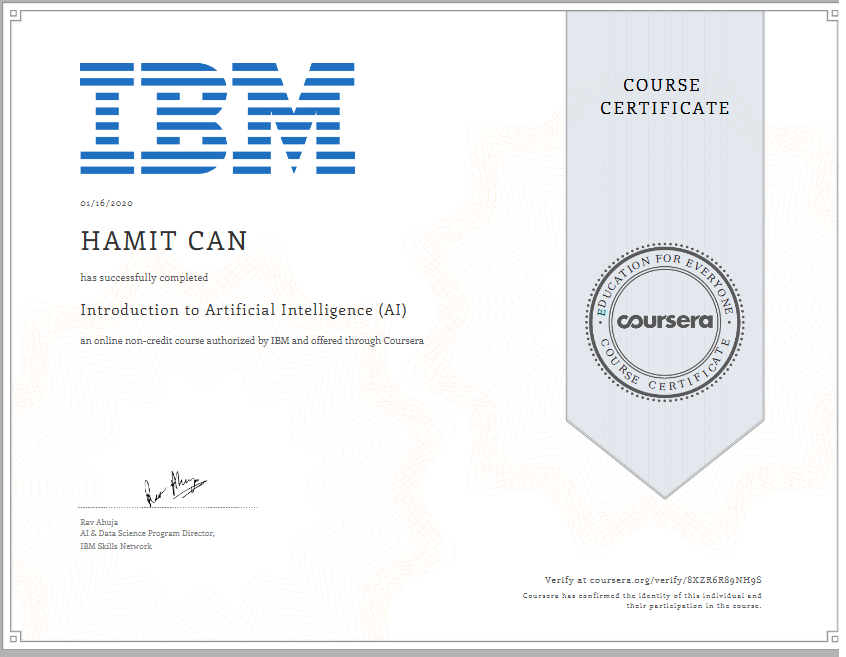 IBM
COURSE
CERTIFICATE
01/16/2020
HAMIT CAN
has successfully completed
Introduction to Artificial Intelligence (AI)
an online non-credit course authorized by IBM and offered through Coursera
EDUCATION FOR EVERYONE
coursera
COURSE CERTIFICATE
Rav Ahuja
Rav Ahuja
AI & Data Science Program Director,
IBM Skills Network
Verify at coursera.org/verify/8XZR6R89NH9S
Coursera has confirmed the identity of this individual and
their participation in the course.